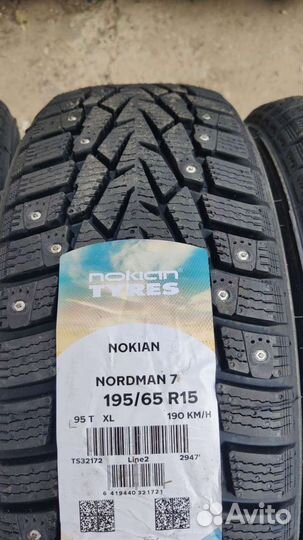 nokian
TYRES
NOKIAN
NORDMAN 7
195/65 R15
95 T XL 190 KM/H
TS32172 Line2 2947'
6 419440 321721
Avito